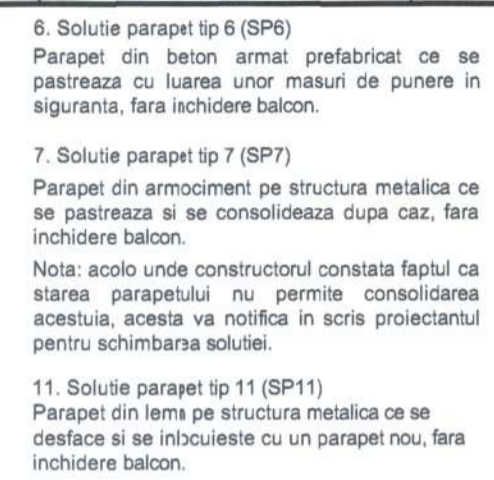 6. Solutie parapet tip 6 (SP6)
Parapet din beton armat prefabricat ce se
pastreaza cu luarea unor masuri de punere in
siguranta, fara inchidere balcon.
7. Solutie parapet tip 7 (SP7)
Parapet din armociment pe structura metalica ce
se pastreaza si se consolideaza dupa caz, fara
inchidere balcon.
Nota: acolo unde constructorul constata faptul ca
starea parapetului nu permite consolidarea
acestuia, acesta va notifica in scris proiectantul
pentru schimbarea solutiei.
11. Solutie parapet tip 11 (SP11)
Parapet din lemn pe structura metalica ce se
desface si se inlocuieste cu un parapet nou, fara
inchidere balcon.